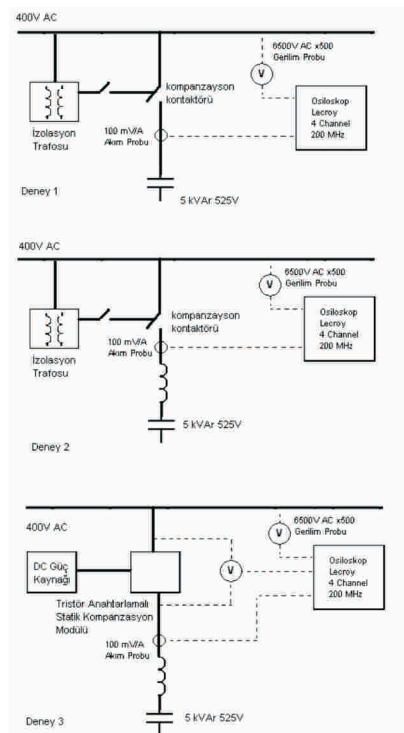 400V AC
6500V AC x500
Gerilim Probu
V
kompanzayson
kontaktörü
Osiloskop
Lecroy
4 Channel
200 MHz
İzolasyon
Trafosu
100 mV/A
Akım Probu
Deney 1
5 kVAr 525V
400V AC
6500V AC x500
Gerilim Probu
V
kompanzayson
kontaktörü
Osiloskop
Lecroy
4 Channel
200 MHz
İzolasyon
Trafosu
100 mV/A
Akım Probu
5 kVAr 525V
Deney 2
400V AC
6500V AC x500
Gerilim Probu
V
DC Güç
Kaynağı
V
Osiloskop
Lecroy
4 Channel
200 MHz
Tristör Anahtarlamalı
Statik Kompanzasyon
Modülü
100 mV/A
Akım Probu
5 kVAr 525V
Deney 3